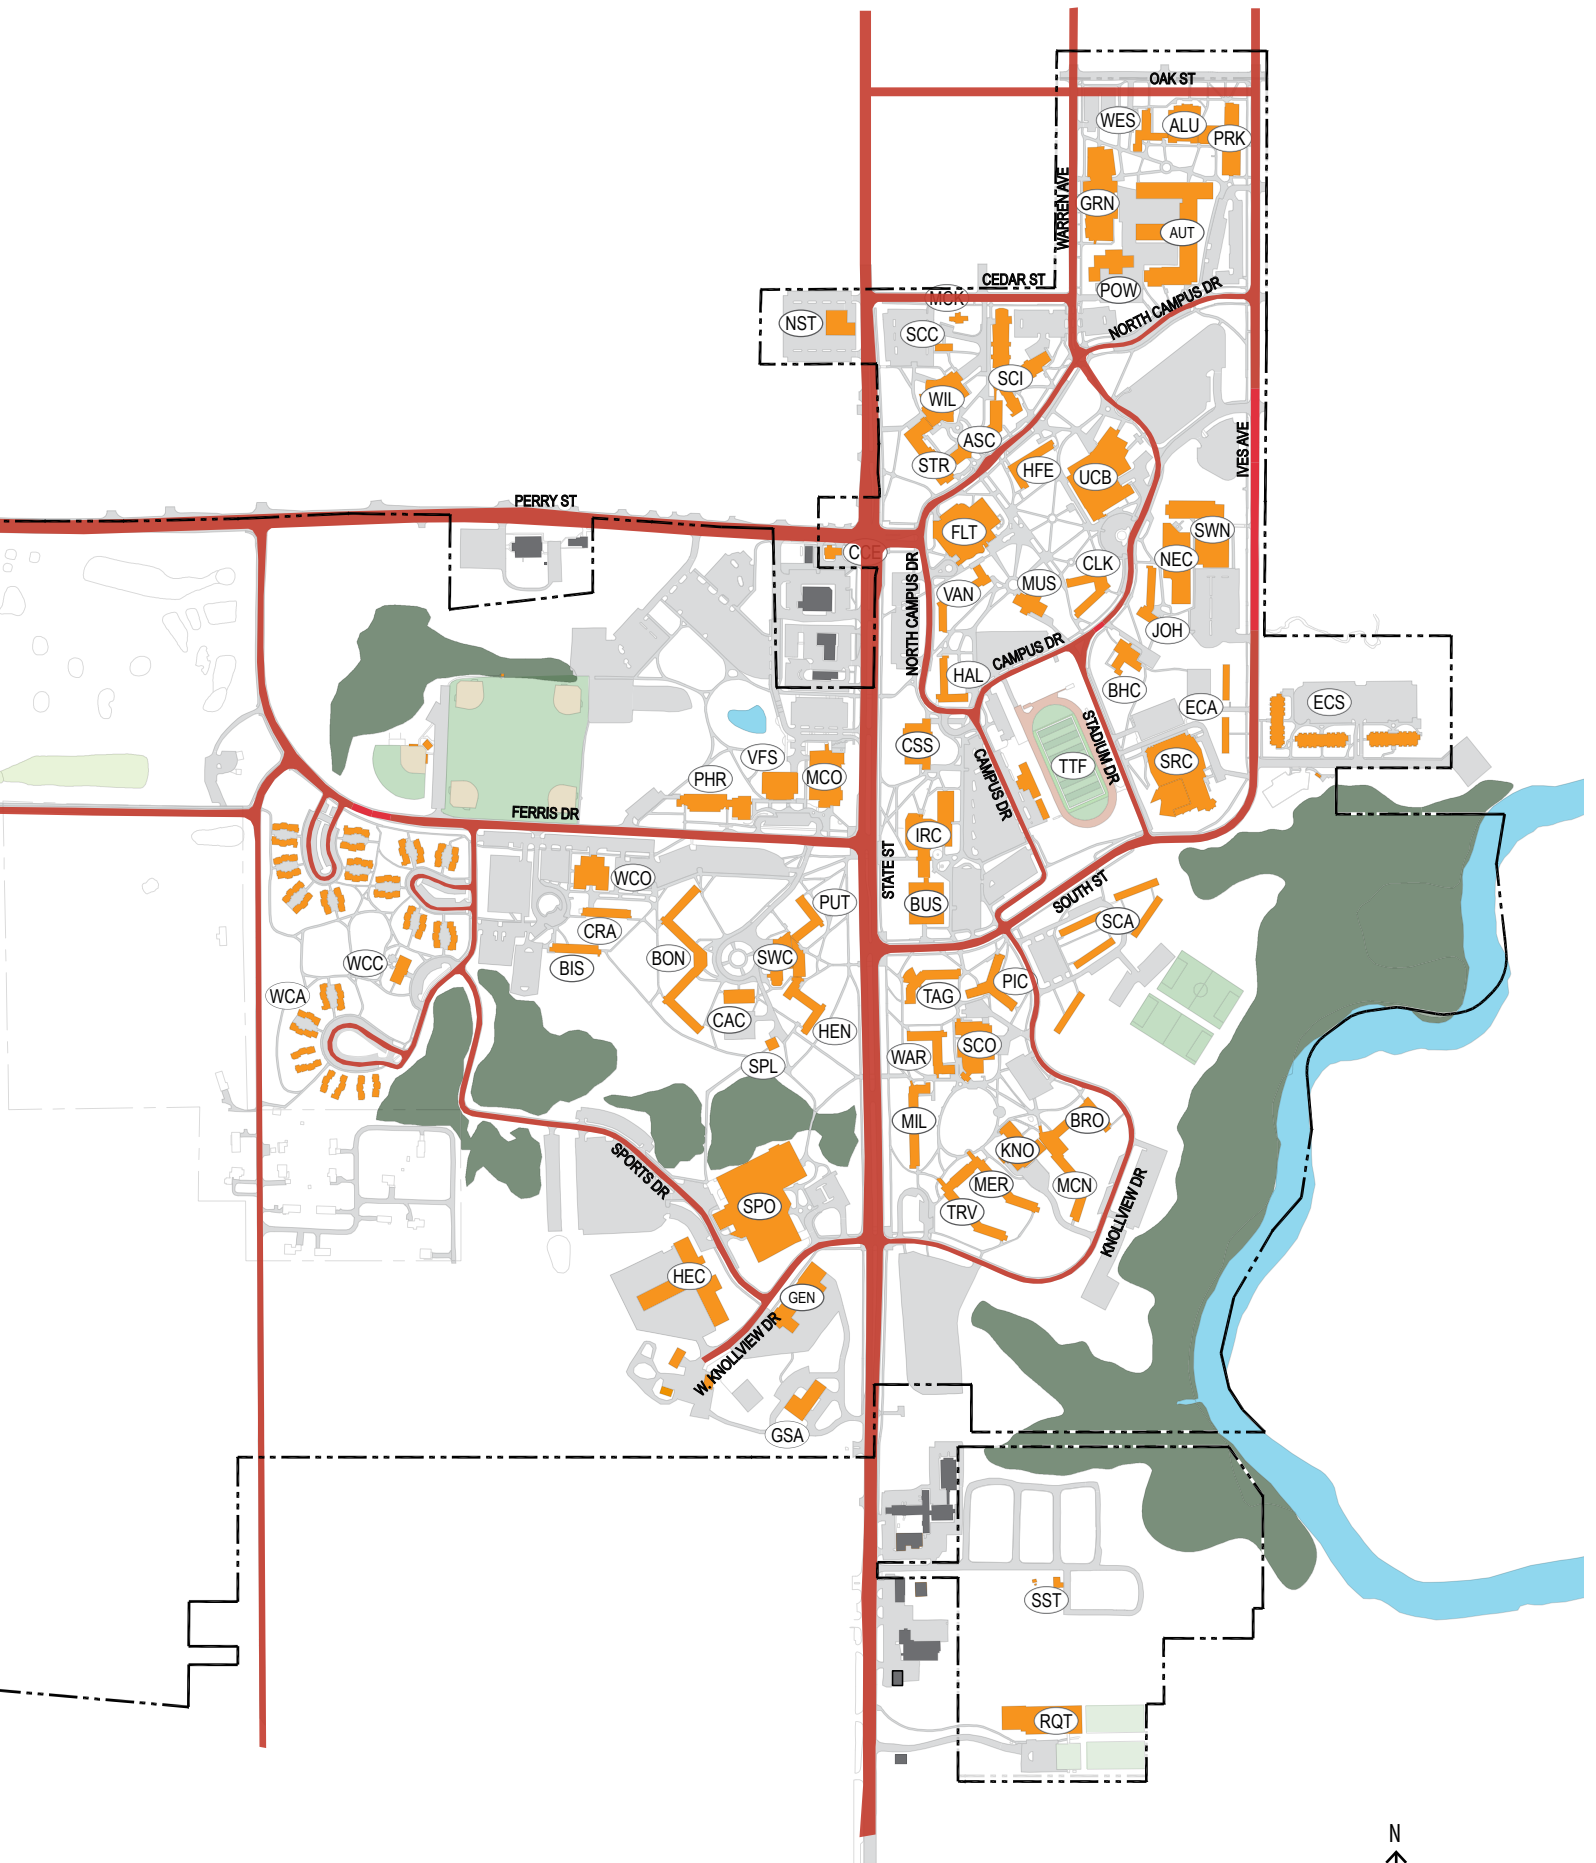 OAK ST
WES
ALU
PRK
WARREN AVE
GRN
AUT
CEDAR ST
POW
NORTH CAMPUS DR
MCK
NST
SCC
SCI
WIL
ASC
STR
HFE
UCB
IVES AVE
PERRY ST
FLT
SWN
CCE
NEC
CLK
NORTH CAMPUS DR
VAN
MUS
JOH
CAMPUS DR
HAL
BHC
ECA
ECS
CSS
STADIUM DR
VFS
PHR
MCO
TTF
SRC
CAMPUS DR
FERRIS DR
IRC
STATE ST
WCO
PUT
BUS
SOUTH ST
SCA
CRA
BON
SWC
WCC
BIS
WCA
TAG
PIC
CAC
HEN
SCO
WAR
SPL
MIL
BRO
KNO
SPORTS DR
MER
MCN
SPO
TRV
KNOLLVIEW DR
HEC
GEN
W. KNOLLVIEW DR
GSA
SST
RQT
N